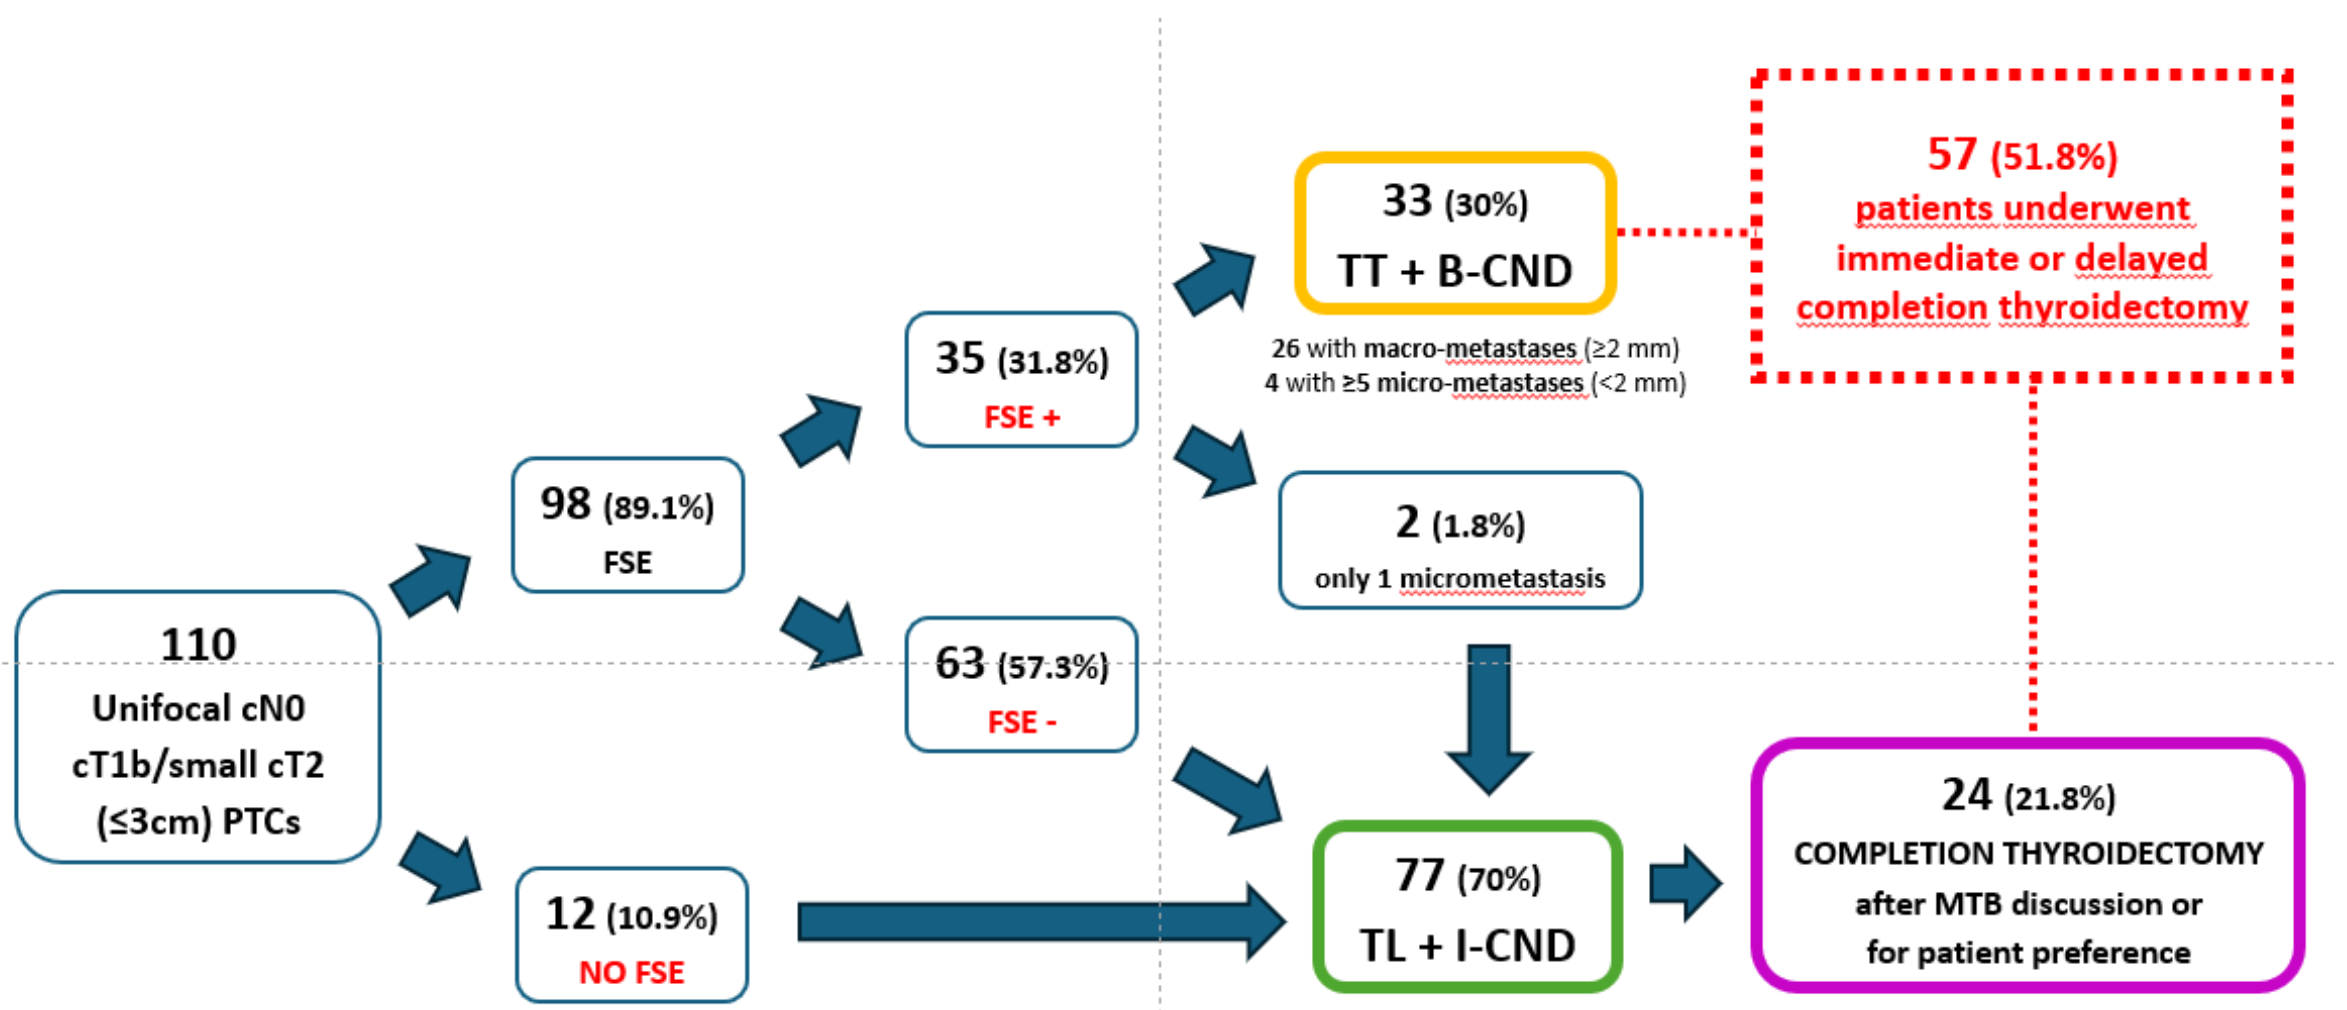 110
Unifocal cN0
cT1b/small cT2
(≤3cm) PTCs
98 (89.1%)
FSE
12 (10.9%)
NO FSE
35 (31.8%)
FSE +
63 (57.3%)
FSE -
33 (30%)
TT + B-CND
26 with macro-metastases (≥2 mm)
4 with ≥5 micro-metastases (<2 mm)
2 (1.8%)
only 1 micrometastasis
77 (70%)
TL + I-CND
57 (51.8%)
patients underwent
immediate or delayed
completion thyroidectomy
24 (21.8%)
COMPLETION THYROIDECTOMY
after MTB discussion or
for patient preference